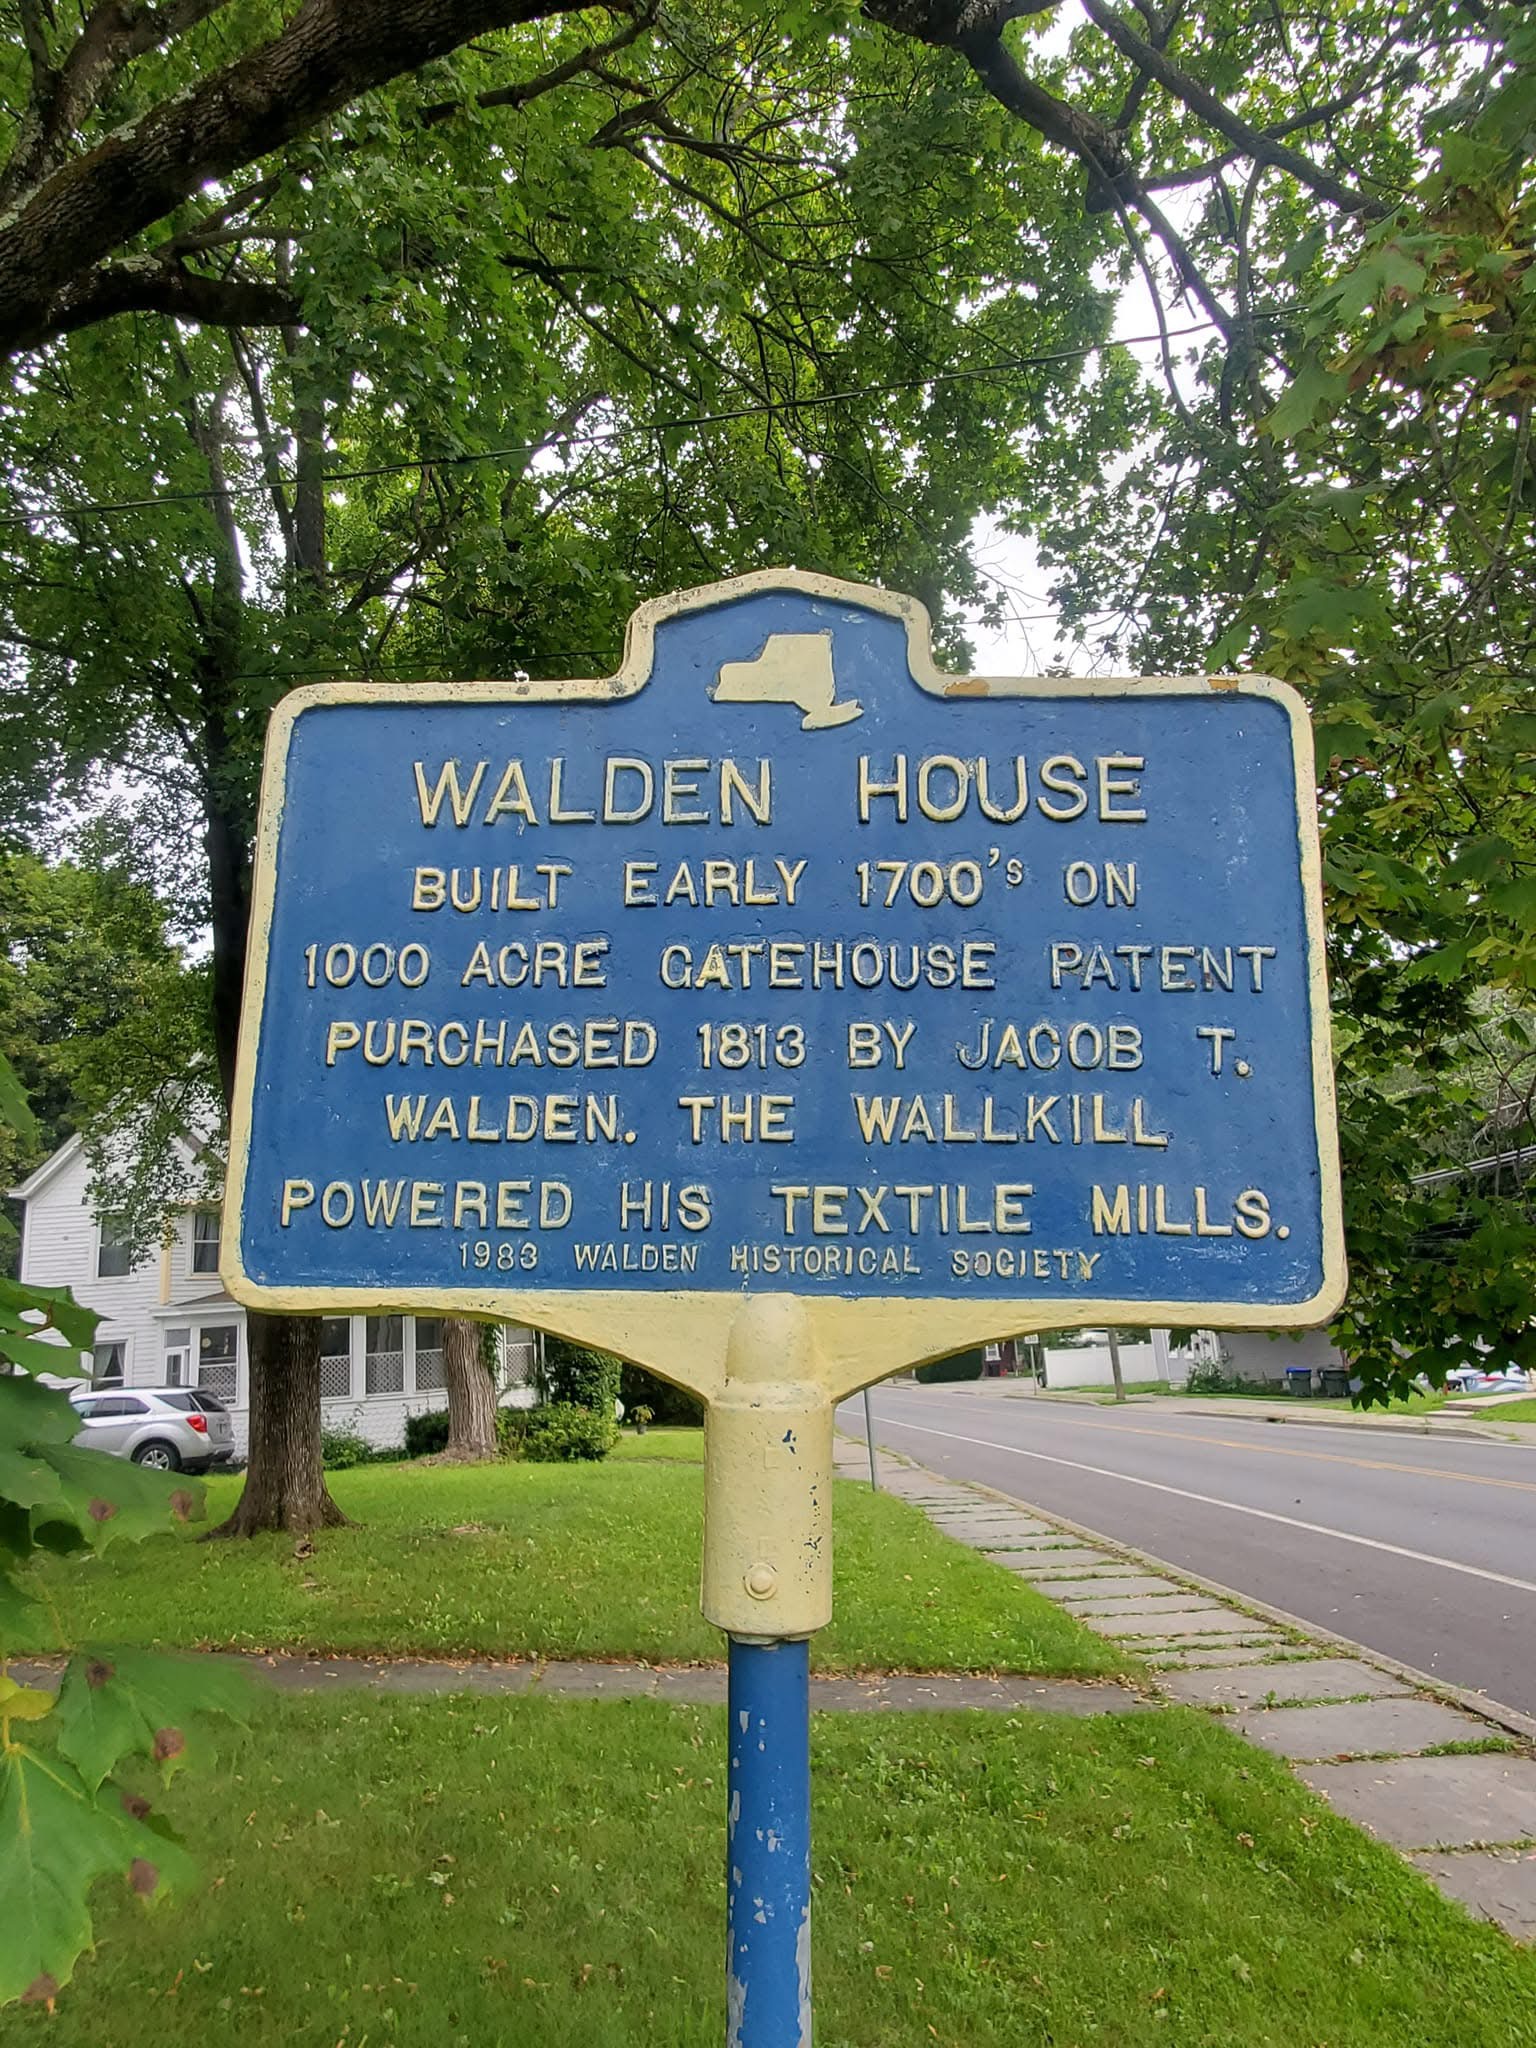 WALDEN HOUSE
BUILT EARLY 1700's ON
1000 ACRE GATEHOUSE PATENT
PURCHASED 1813 BY JACOB T.
WALDEN. THE WALLKILL
POWERED HIS TEXTILE MILLS.
1983 WALDEN HISTORICAL SOCIETY